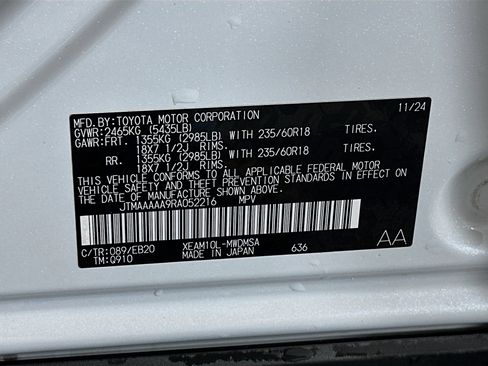 MFD.BY:TOYOTA MOTOR CORPORATION 11/24
GVWR:2465KG (5435LB)
GAWR:FRT. 1355KG (2985LB) WITH 235/60R18 TIRES.
18X7 1/2J RIMS.
RR. 1355KG (2985LB) WITH 235/60R18 TIRES.
18X7 1/2J RIMS.
THIS VEHICLE CONFORMS TO ALL APPLICABLE FEDERAL MOTOR
VEHICLE SAFETY AND THEFT PREVENTION STANDARDS IN
EFFECT ON THE DATE OF MANUFACTURE SHOWN ABOVE.
JTMAAAAA9RA052216 MPV
C/TR:089/EB20 XEAM10L-MWDMSA AA
TM:Q910 MADE IN JAPAN 636